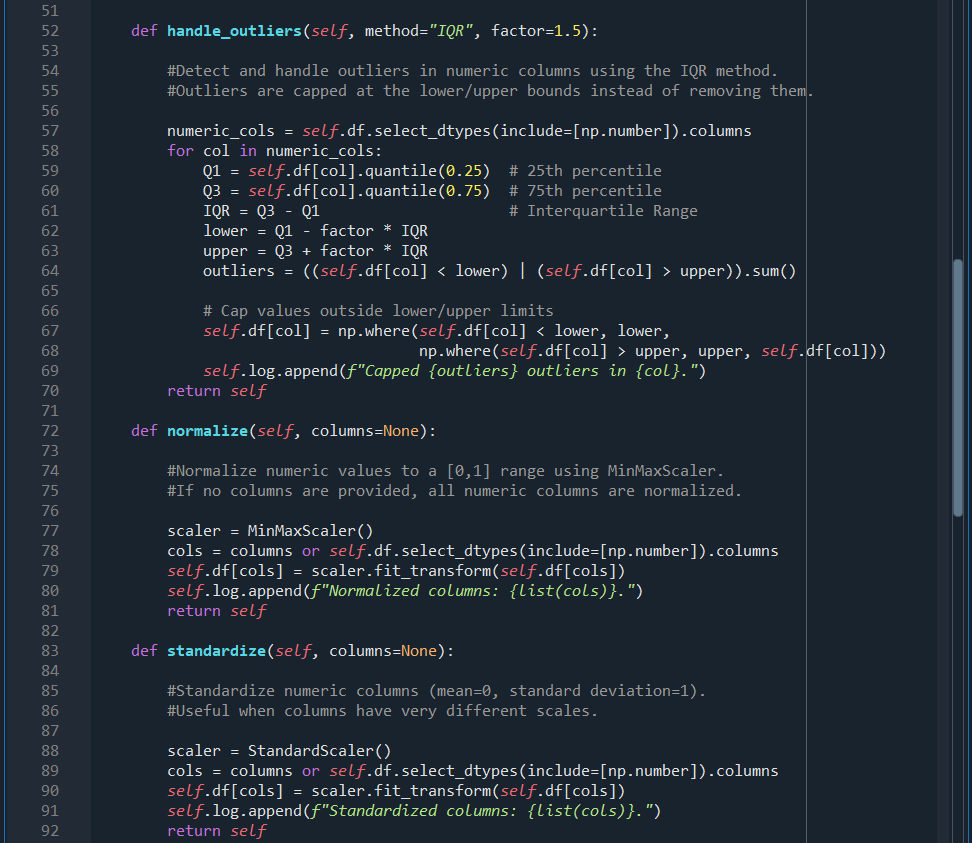 51
52 def handle_outliers(self, method="IQR", factor=1.5):
53
54 #Detect and handle outliers in numeric columns using the IQR method.
55 #Outliers are capped at the lower/upper bounds instead of removing them.
56
57 numeric_cols = self.df.select_dtypes(include=[np.number]).columns
58 for col in numeric_cols:
59 Q1 = self.df[col].quantile(0.25)  # 25th percentile
60 Q3 = self.df[col].quantile(0.75)  # 75th percentile
61 IQR = Q3 - Q1                     # Interquartile Range
62 lower = Q1 - factor * IQR
63 upper = Q3 + factor * IQR
64 outliers = ((self.df[col] < lower) | (self.df[col] > upper)).sum()
65
66 # Cap values outside lower/upper limits
67 self.df[col] = np.where(self.df[col] < lower, lower,
68 np.where(self.df[col] > upper, upper, self.df[col]))
69 self.log.append(f"Capped {outliers} outliers in {col}.")
70 return self
71
72 def normalize(self, columns=None):
73
74 #Normalize numeric values to a [0,1] range using MinMaxScaler.
75 #If no columns are provided, all numeric columns are normalized.
76
77 scaler = MinMaxScaler()
78 cols = columns or self.df.select_dtypes(include=[np.number]).columns
79 self.df[cols] = scaler.fit_transform(self.df[cols])
80 self.log.append(f"Normalized columns: {list(cols)}.")
81 return self
82
83 def standardize(self, columns=None):
84
85 #Standardize numeric columns (mean=0, standard deviation=1).
86 #Useful when columns have very different scales.
87
88 scaler = StandardScaler()
89 cols = columns or self.df.select_dtypes(include=[np.number]).columns
90 self.df[cols] = scaler.fit_transform(self.df[cols])
91 self.log.append(f"Standardized columns: {list(cols)}.")
92 return self